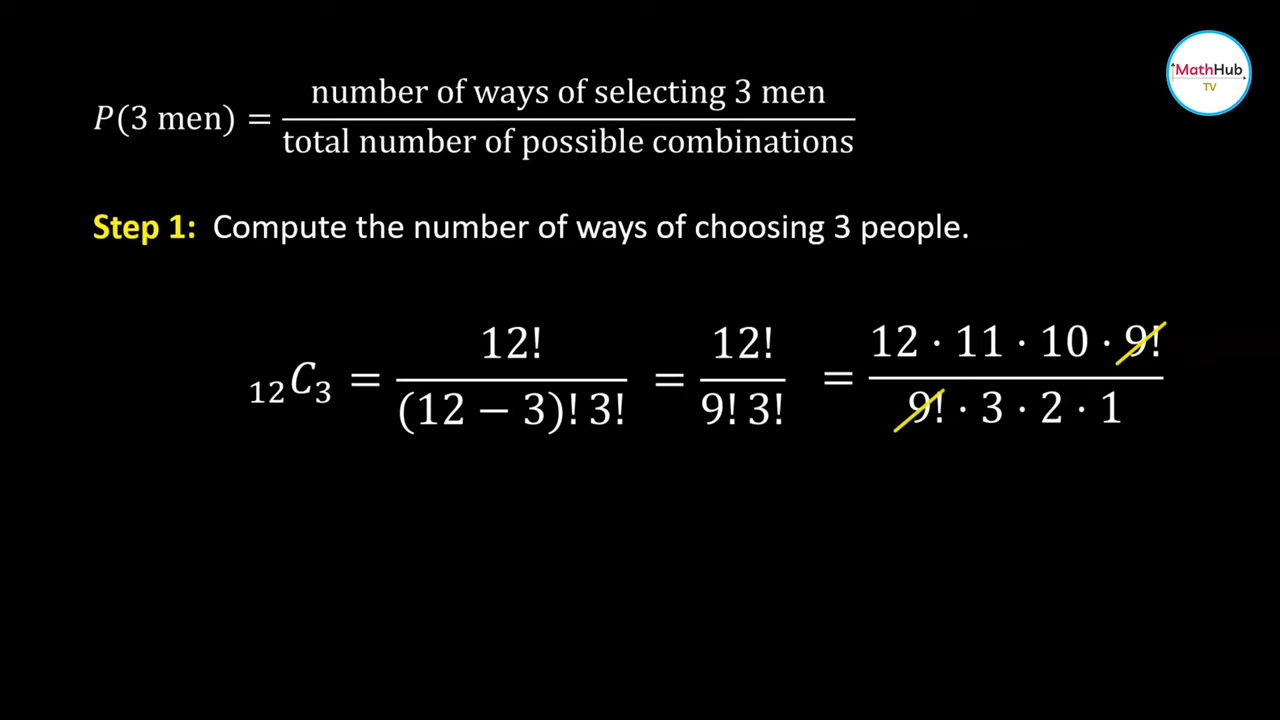 MathHub
TV
P(3 men) = number of ways of selecting 3 men / total number of possible combinations
Step 1: Compute the number of ways of choosing 3 people.
₁₂C₃ = 12! / (12 − 3)! 3! = 12! / 9! 3! = 12 · 11 · 10 · 9! / 9! · 3 · 2 · 1